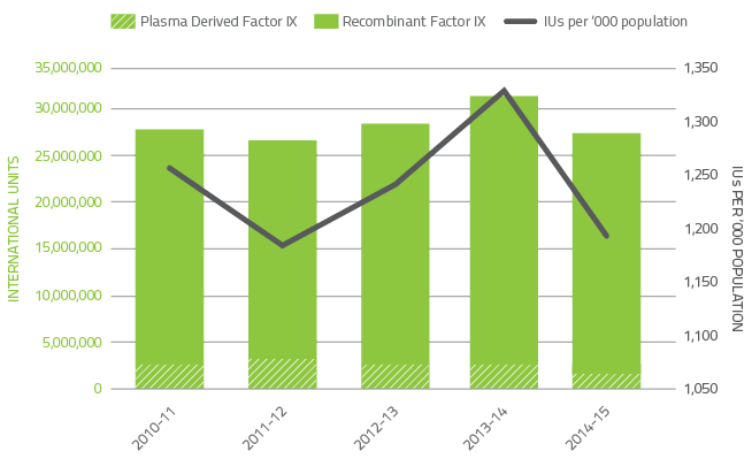 Plasma Derived Factor IX Recombinant Factor IX IUs per '000 population
35,000,000 1,350
30,000,000 1,300
25,000,000 1,250
20,000,000 1,200
15,000,000 1,150
10,000,000 1,100
5,000,000
0 1,050
INTERNATIONAL UNITS
IUs PER '000 POPULATION
2010-11 2011-12 2012-13 2013-14 2014-15